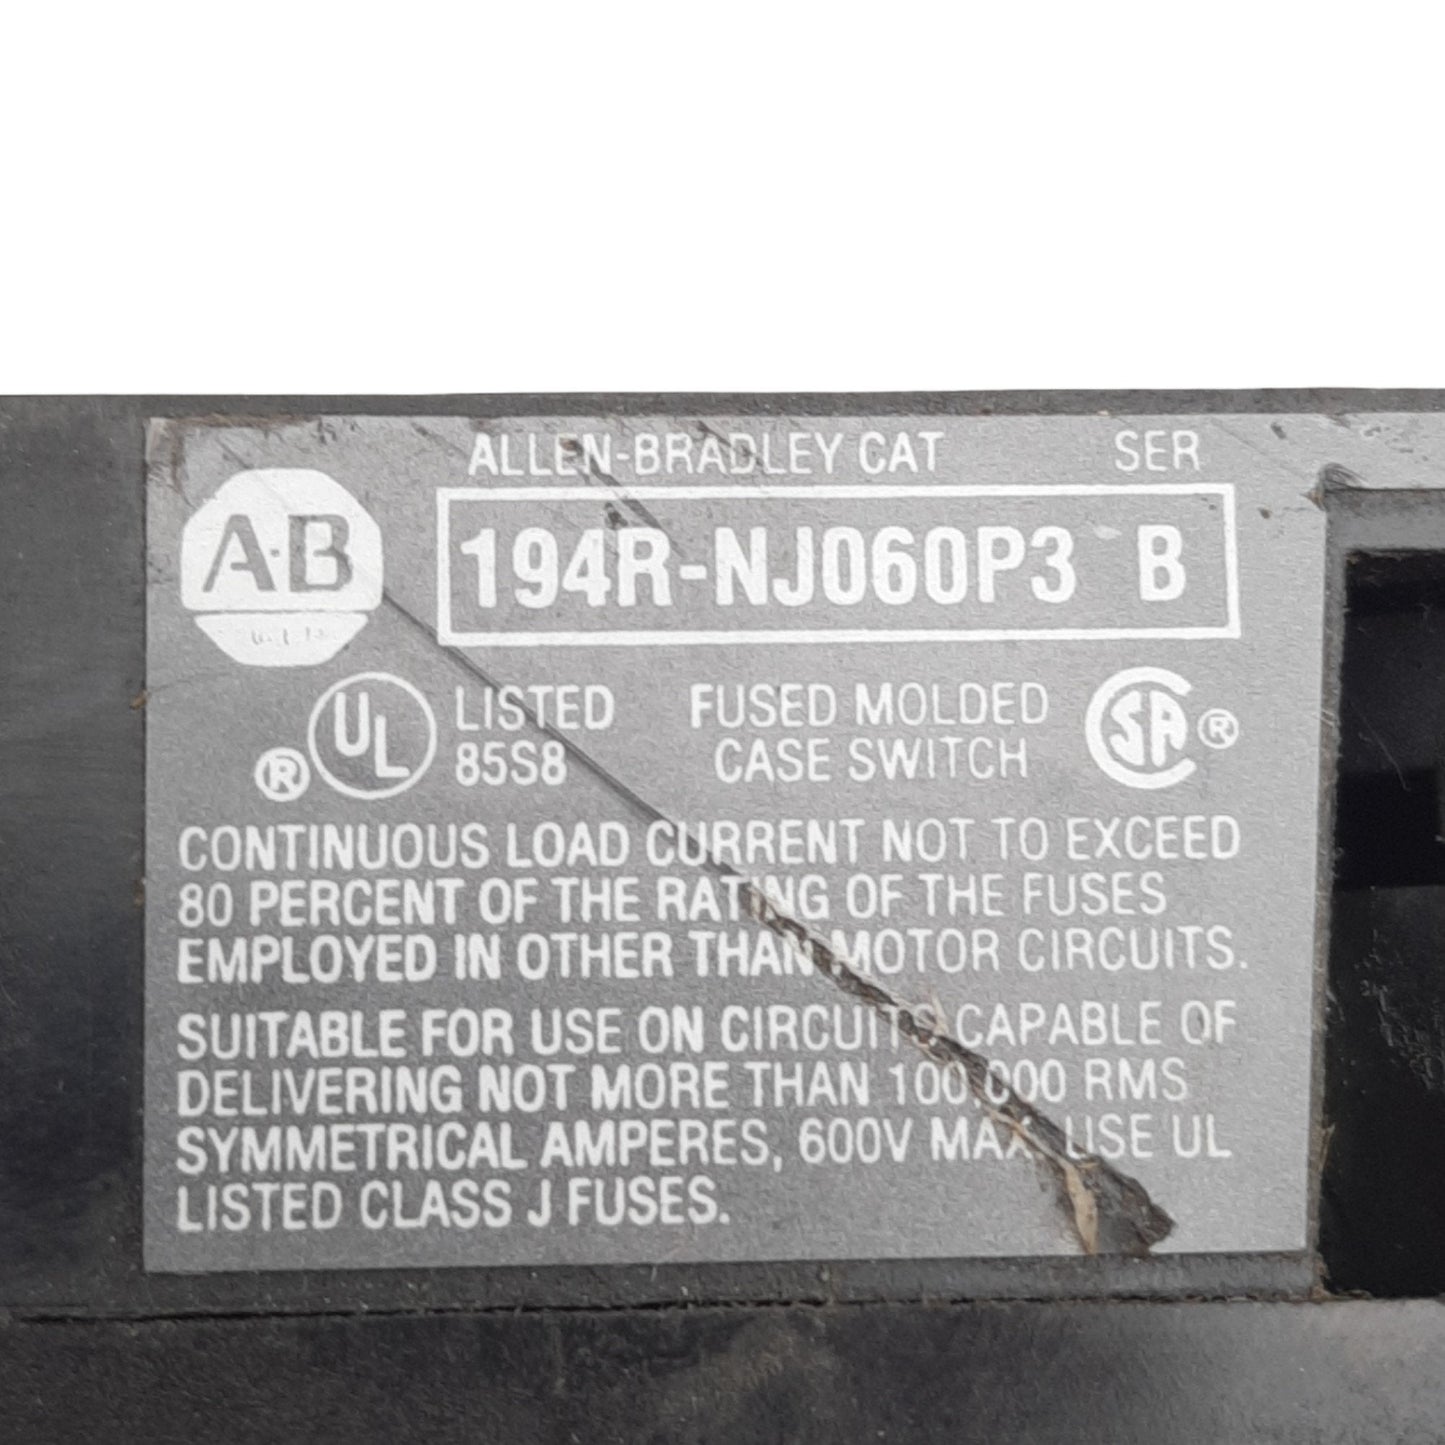 ALLEN-BRADLEY CAT SER
A-B
194R-NJ060P3 B
® UL LISTED FUSED MOLDED SA ®
85S8 CASE SWITCH
CONTINUOUS LOAD CURRENT NOT TO EXCEED
80 PERCENT OF THE RATING OF THE FUSES
EMPLOYED IN OTHER THAN MOTOR CIRCUITS.
SUITABLE FOR USE ON CIRCUITS CAPABLE OF
DELIVERING NOT MORE THAN 100,000 RMS
SYMMETRICAL AMPERES, 600V MAX. USE UL
LISTED CLASS J FUSES.